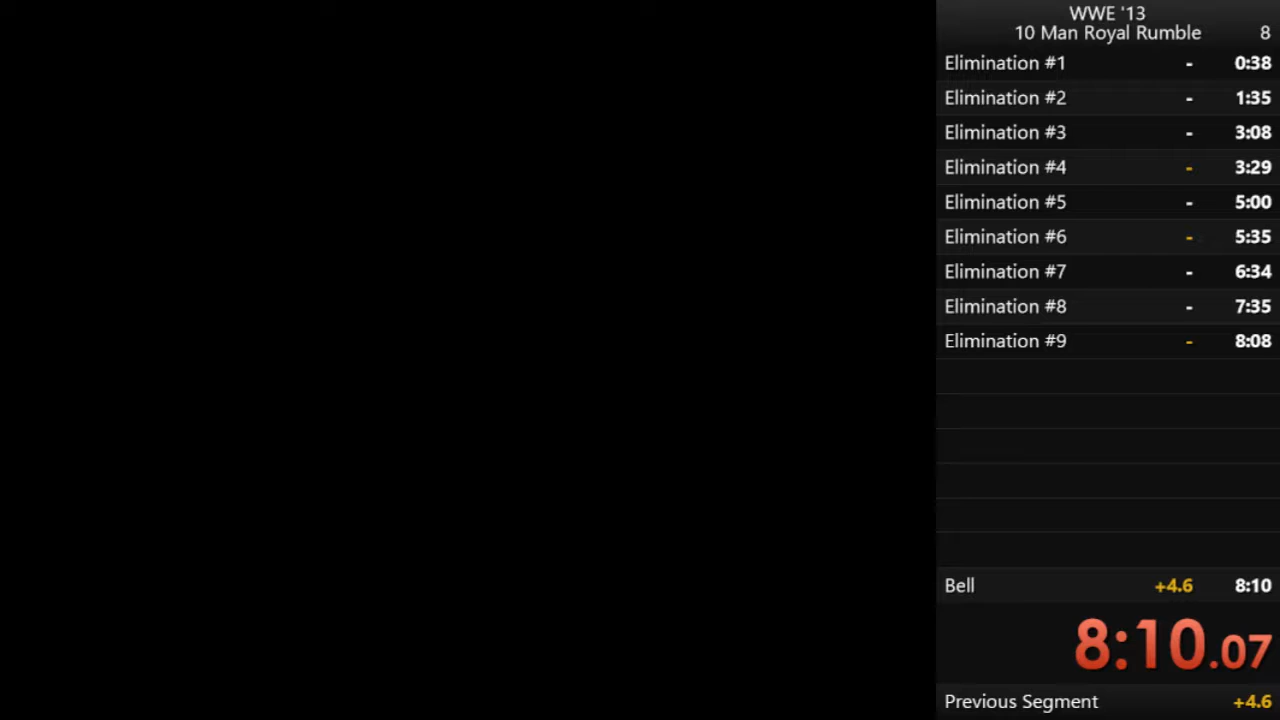 WWE '13
10 Man Royal Rumble 8
Elimination #1 - 0:38
Elimination #2 - 1:35
Elimination #3 - 3:08
Elimination #4 - 3:29
Elimination #5 - 5:00
Elimination #6 - 5:35
Elimination #7 - 6:34
Elimination #8 - 7:35
Elimination #9 - 8:08
Bell +4.6 8:10
8:10.07
Previous Segment +4.6